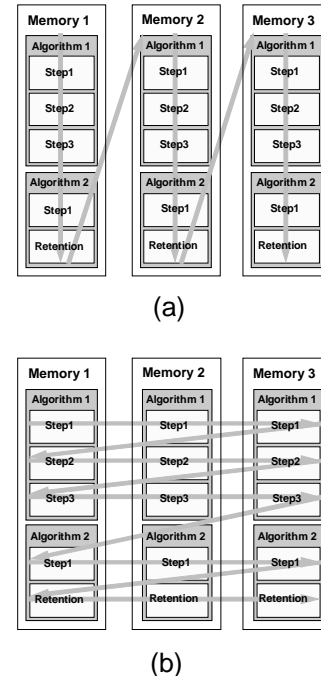 Memory 1 Memory 2 Memory 3
Algorithm 1 Algorithm 1 Algorithm 1
Step1 Step1 Step1
Step2 Step2 Step2
Step3 Step3 Step3
Algorithm 2 Algorithm 2 Algorithm 2
Step1 Step1 Step1
Retention Retention Retention
(a)
Memory 1 Memory 2 Memory 3
Algorithm 1 Algorithm 1 Algorithm 1
Step1 Step1 Step1
Step2 Step2 Step2
Step3 Step3 Step3
Algorithm 2 Algorithm 2 Algorithm 2
Step1 Step1 Step1
Retention Retention Retention
(b)